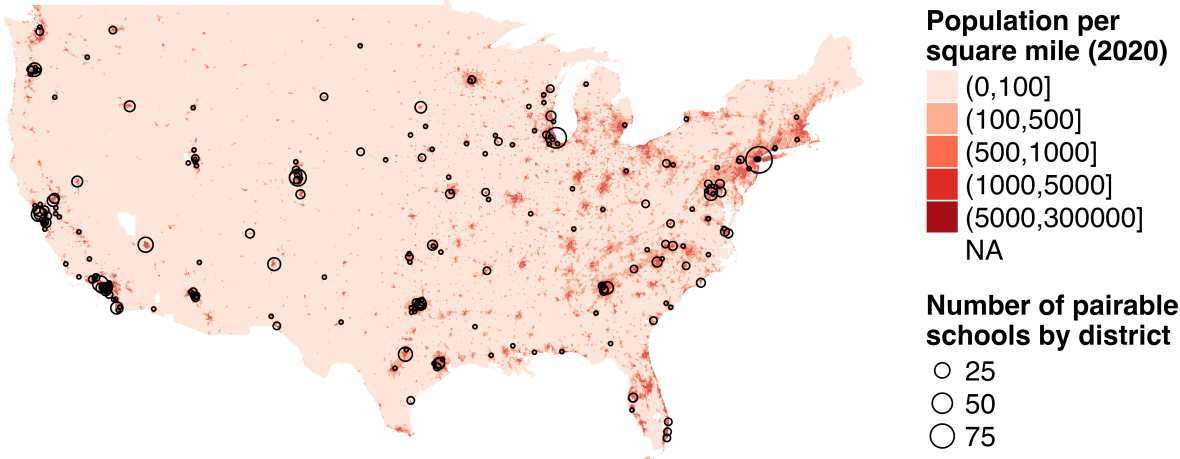 Population per
square mile (2020)
(0,100]
(100,500]
(500,1000]
(1000,5000]
(5000,300000]
NA
Number of pairable
schools by district
25
50
75